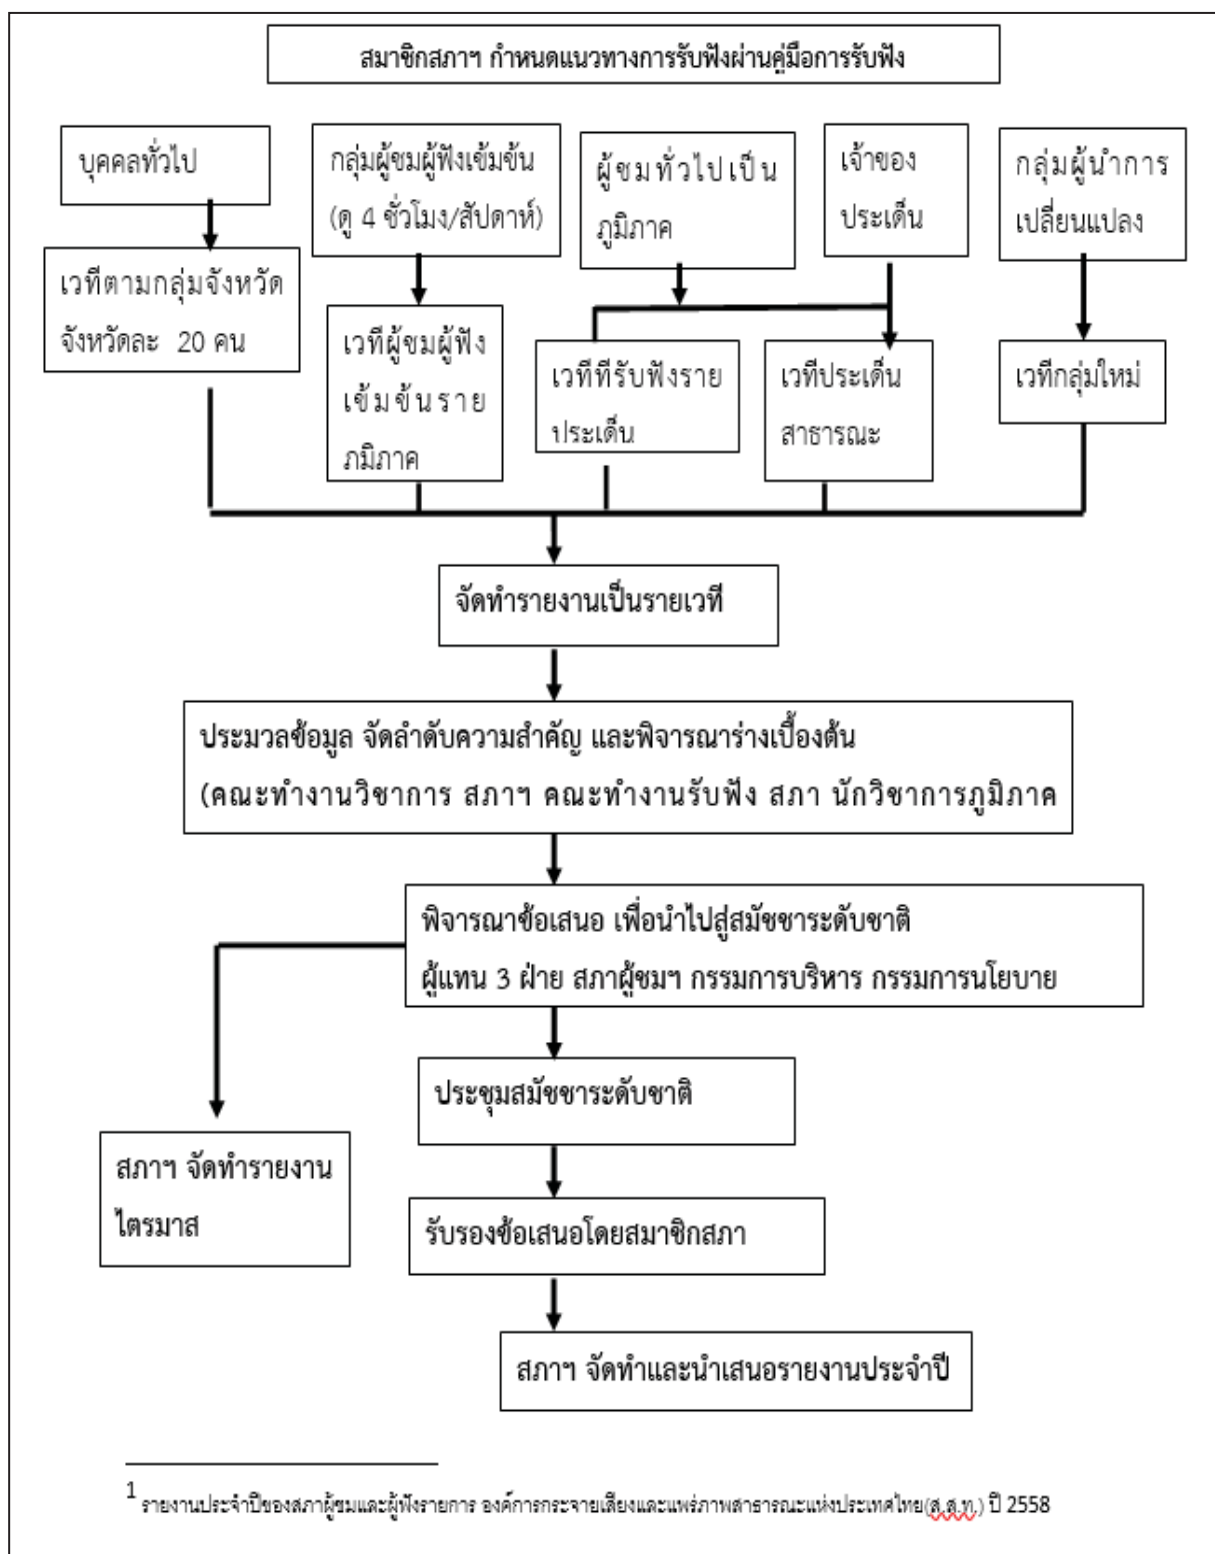 สมาชิกสภาฯ กำหนดแนวทางการรับฟังผ่านคู่มือการรับฟัง
บุคคลทั่วไป
กลุ่มผู้ชมผู้ฟังเข้มข้น
(ดู 4 ชั่วโมง/สัปดาห์)
ผู้ชมทั่วไปเป็น
ภูมิภาค
เจ้าของ
ประเด็น
กลุ่มผู้นำการ
เปลี่ยนแปลง
เวทีตามกลุ่มจังหวัด
จังหวัดละ 20 คน
เวทีผู้ชมผู้ฟัง
เข้มข้นราย
ภูมิภาค
เวทีที่รับฟังราย
ประเด็น
เวทีประเด็น
สาธารณะ
เวทีกลุ่มใหม่
จัดทำรายงานเป็นรายเวที
ประมวลข้อมูล จัดลำดับความสำคัญ และพิจารณาร่างเบื้องต้น
(คณะทำงานวิชาการ สภาฯ คณะทำงานรับฟัง สภา นักวิชาการภูมิภาค
พิจารณาข้อเสนอ เพื่อนำไปสู่สมัชชาระดับชาติ
ผู้แทน 3 ฝ่าย สภาผู้ชมฯ กรรมการบริหาร กรรมการนโยบาย
ประชุมสมัชชาระดับชาติ
สภาฯ จัดทำรายงาน
ไตรมาส
รับรองข้อเสนอโดยสมาชิกสภา
สภาฯ จัดทำและนำเสนอรายงานประจำปี
1 รายงานประจำปีของสภาผู้ชมและผู้ฟังรายการ องค์การกระจายเสียงและแพร่ภาพสาธารณะแห่งประเทศไทย(ส.ส.ท.) ปี 2558